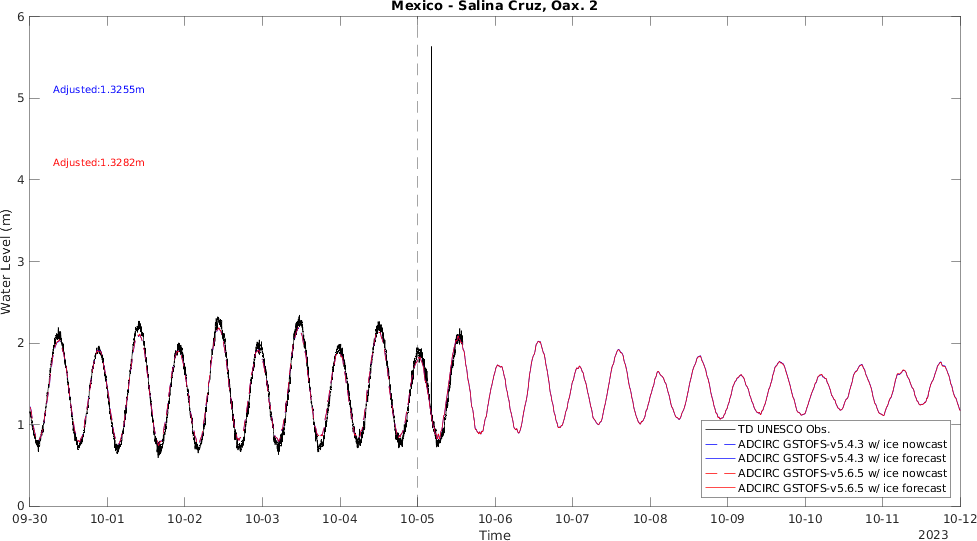 Mexico - Salina Cruz, Oax. 2
6
Adjusted:1.3255m
5
Adjusted:1.3282m
4
3
2
1
0
Water Level (m)
TD UNESCO Obs.
ADCIRC GSTOFS-v5.4.3 w/ ice nowcast
ADCIRC GSTOFS-v5.4.3 w/ ice forecast
ADCIRC GSTOFS-v5.6.5 w/ ice nowcast
ADCIRC GSTOFS-v5.6.5 w/ ice forecast
09-30 10-01 10-02 10-03 10-04 10-05 10-06 10-07 10-08 10-09 10-10 10-11 10-12
Time
2023